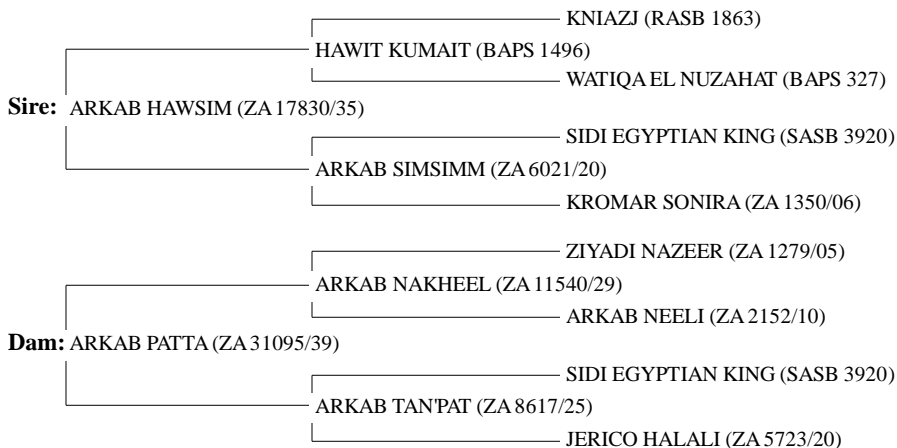 KNIAZJ (RASB 1863)
HAWIT KUMAIT (BAPS 1496)
WATIQA EL NUZAHAT (BAPS 327)
Sire: ARKAB HAWSIM (ZA 17830/35)
SIDI EGYPTIAN KING (SASB 3920)
ARKAB SIMSIMM (ZA 6021/20)
KROMAR SONIRA (ZA 1350/06)
ZIYADI NAZEER (ZA 1279/05)
ARKAB NAKHEEL (ZA 11540/29)
ARKAB NEELI (ZA 2152/10)
Dam: ARKAB PATTA (ZA 31095/39)
SIDI EGYPTIAN KING (SASB 3920)
ARKAB TAN'PAT (ZA 8617/25)
JERICO HALALI (ZA 5723/20)